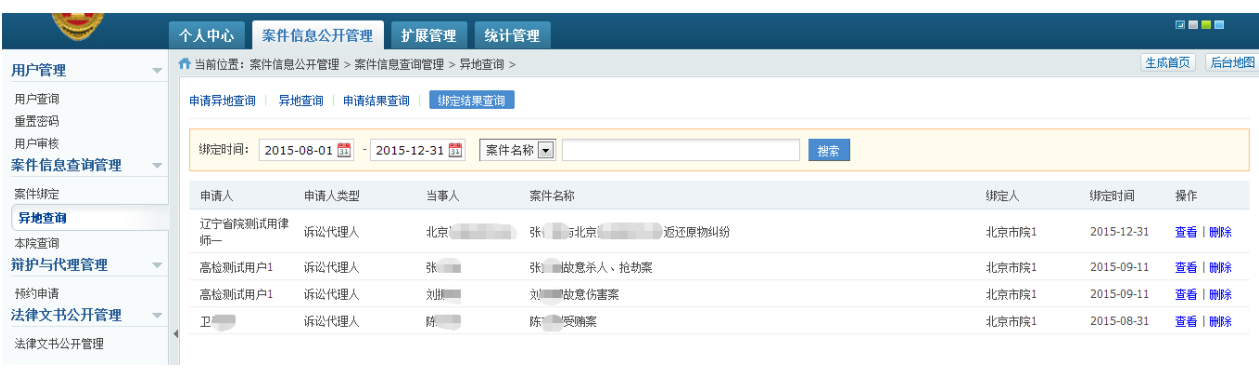 个人中心 案件信息公开管理 扩展管理 统计管理
用户管理
当前位置：案件信息公开管理 > 案件信息查询管理 > 异地查询 >
生成首页 后台地图
用户查询
重置密码
用户审核
案件信息查询管理
案件绑定
异地查询
本院查询
辩护与代理管理
预约申请
法律文书公开管理
法律文书公开管理
申请异地查询 异地查询 申请结果查询 绑定结果查询
绑定时间： 2015-08-01 - 2015-12-31 案件名称 搜索
申请人 申请人类型 当事人 案件名称 绑定人 绑定时间 操作
辽宁省院测试用律
师一 诉讼代理人 北京 张 与北京 返还原物纠纷 北京市院1 2015-12-31 查看 | 删除
高检测试用户1 诉讼代理人 张 张 故意杀人、抢劫案 北京市院1 2015-09-11 查看 | 删除
高检测试用户1 诉讼代理人 刘 刘 故意伤害案 北京市院1 2015-09-11 查看 | 删除
卫 诉讼代理人 陈 陈 受贿案 北京市院1 2015-08-31 查看 | 删除